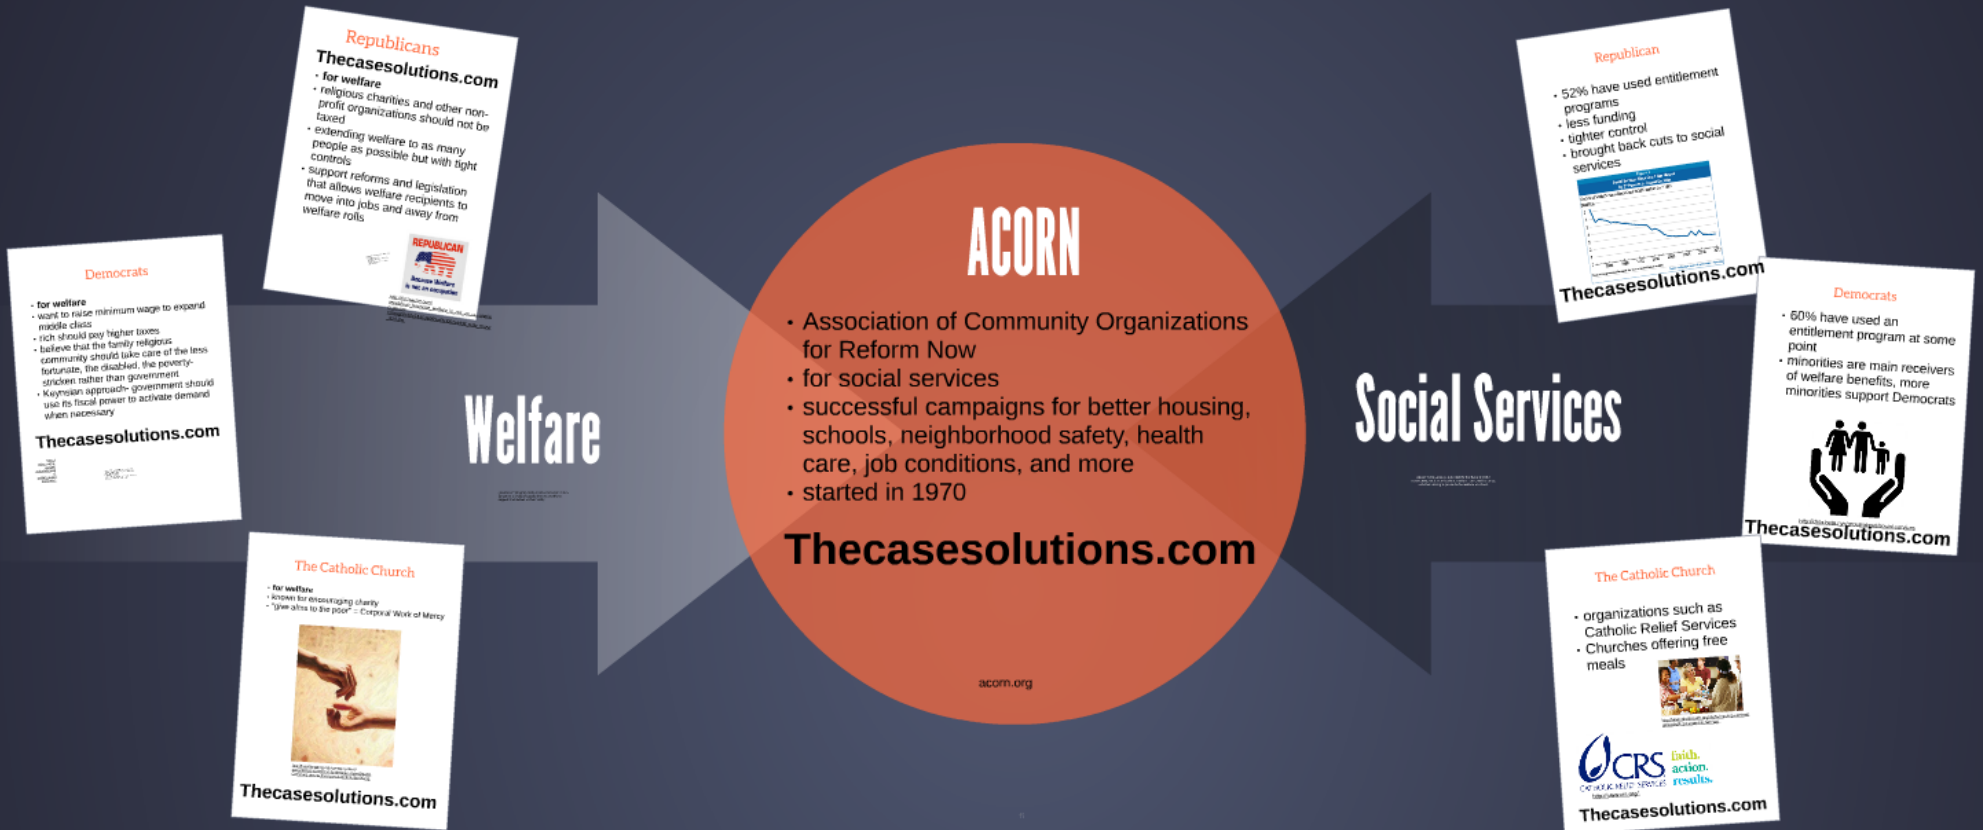 Republicans
Thecasesolutions.com
• for welfare
• religious charities and other non-
profit organizations should not be
taxed
• extending welfare to as many
people as possible but with tight
controls
• support reforms and legislation
that allows welfare recipients to
move into jobs and away from
welfare rolls
REPUBLICAN
Because Welfare
is not an occupation
Democrats
• for welfare
• want to raise minimum wage to expand
middle class
• rich should pay higher taxes
• believe that the family religious
community should take care of the less
fortunate, the disabled, the poverty-
stricken rather than government
• Keynsian approach- government should
use its fiscal power to activate demand
when necessary
Thecasesolutions.com
The Catholic Church
• for welfare
• known for encouraging charity
• "give alms to the poor" = Corporal Work of Mercy
Thecasesolutions.com
Welfare
ACORN
• Association of Community Organizations
for Reform Now
• for social services
• successful campaigns for better housing,
schools, neighborhood safety, health
care, job conditions, and more
• started in 1970
Thecasesolutions.com
acorn.org
Social Services
Republican
• 52% have used entitlement
programs
• less funding
• tighter control
• brought back cuts to social
services
Thecasesolutions.com
Democrats
• 60% have used an
entitlement program at some
point
• minorities are main receivers
of welfare benefits, more
minorities support Democrats
Thecasesolutions.com
The Catholic Church
• organizations such as
Catholic Relief Services
• Churches offering free
meals
CRS
CATHOLIC RELIEF SERVICES
faith.
action.
results.
Thecasesolutions.com